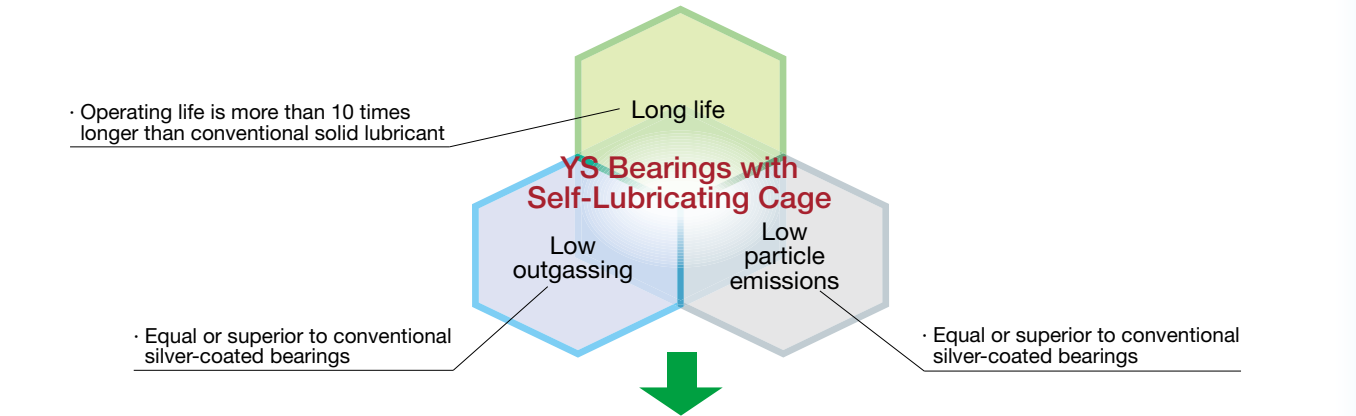 Long life
· Operating life is more than 10 times
longer than conventional solid lubricant
YS Bearings with
Self-Lubricating Cage
Low
outgassing
Low
particle
emissions
· Equal or superior to conventional
silver-coated bearings
· Equal or superior to conventional
silver-coated bearings